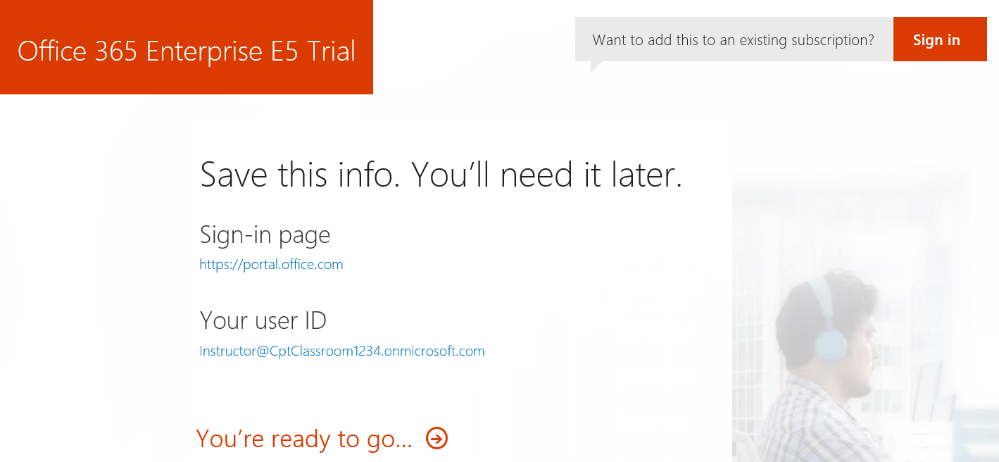 Office 365 Enterprise E5 Trial
Want to add this to an existing subscription?
Sign in
Save this info. You’ll need it later.
Sign-in page
https://portal.office.com
Your user ID
Instructor@CptClassroom1234.onmicrosoft.com
You’re ready to go...